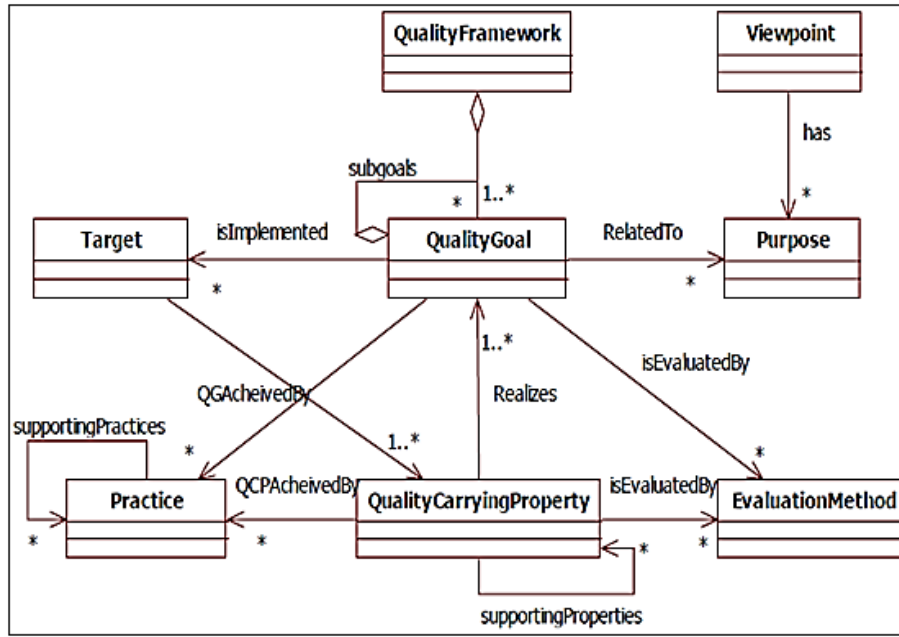 QualityFramework
Viewpoint
has
subgoals
*
1..*
*
Target
isImplemented
QualityGoal
RelatedTo
Purpose
*
*
1..*
isEvaluatedBy
QGAcheivedBy
Realizes
supportingPractices
*
1..*
*
Practice
QCPAcheivedBy
QualityCarryingProperty
isEvaluatedBy
EvaluationMethod
*
*
*
*
supportingProperties